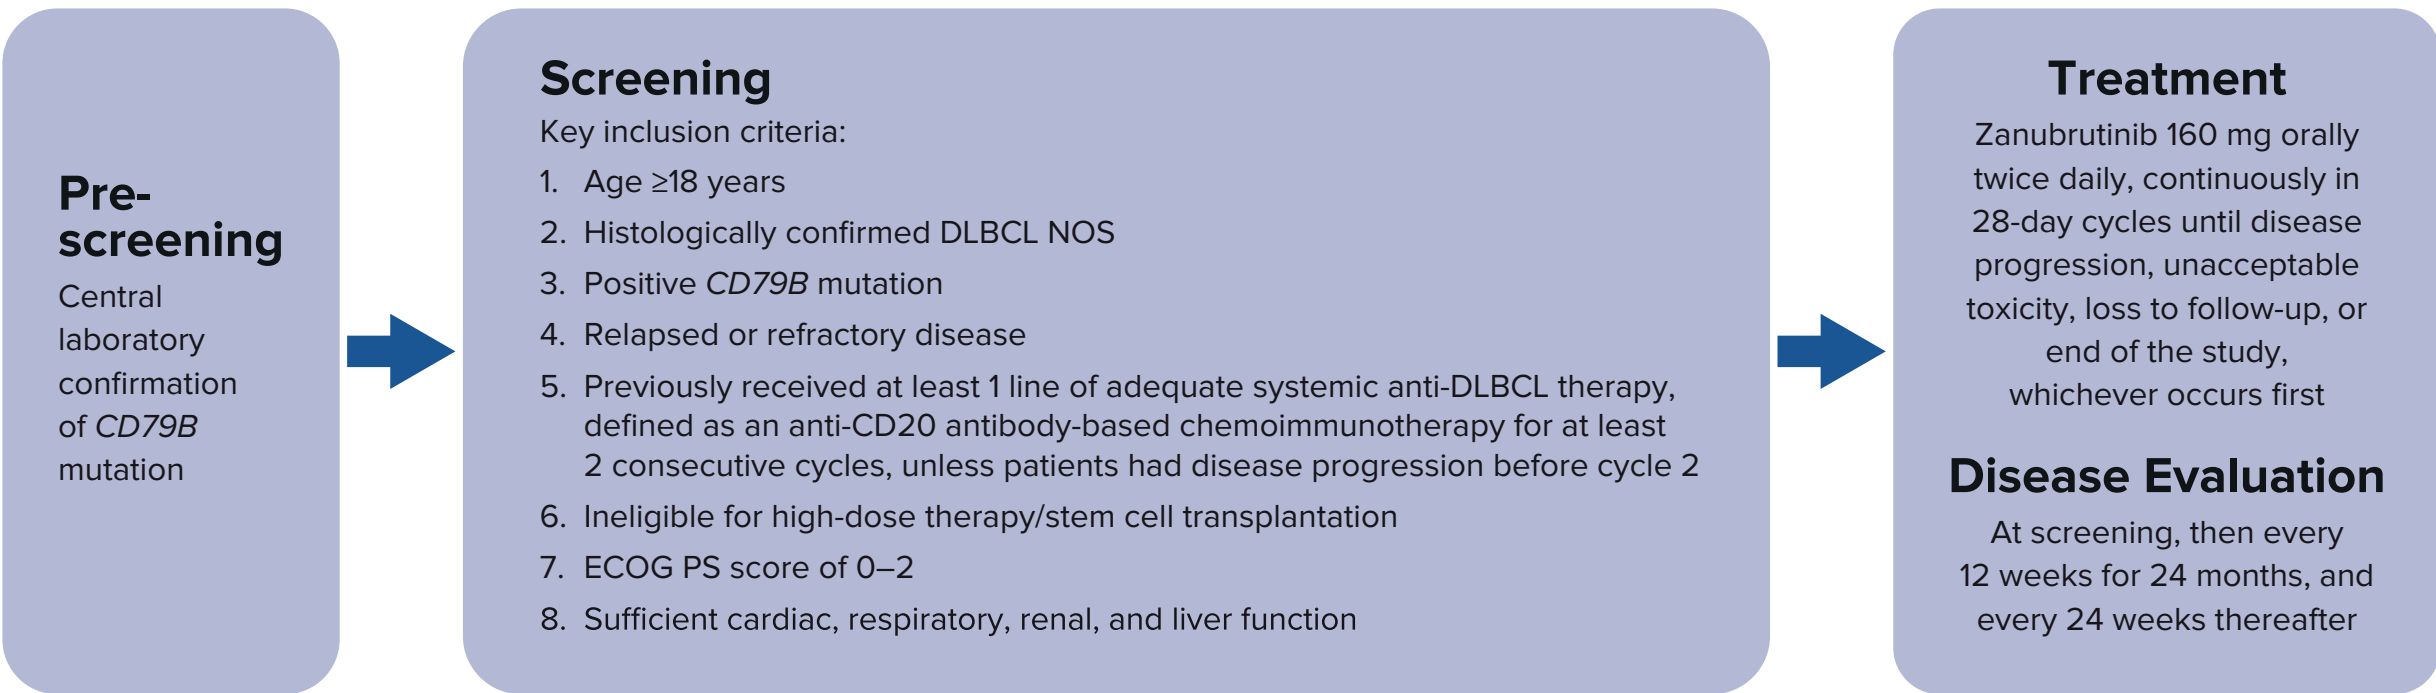 Pre-
screening
Central
laboratory
confirmation
of CD79B
mutation
Screening
Key inclusion criteria:
1. Age ≥18 years
2. Histologically confirmed DLBCL NOS
3. Positive CD79B mutation
4. Relapsed or refractory disease
5. Previously received at least 1 line of adequate systemic anti-DLBCL therapy,
defined as an anti-CD20 antibody-based chemoimmunotherapy for at least
2 consecutive cycles, unless patients had disease progression before cycle 2
6. Ineligible for high-dose therapy/stem cell transplantation
7. ECOG PS score of 0–2
8. Sufficient cardiac, respiratory, renal, and liver function
Treatment
Zanubrutinib 160 mg orally
twice daily, continuously in
28-day cycles until disease
progression, unacceptable
toxicity, loss to follow-up, or
end of the study,
whichever occurs first
Disease Evaluation
At screening, then every
12 weeks for 24 months, and
every 24 weeks thereafter